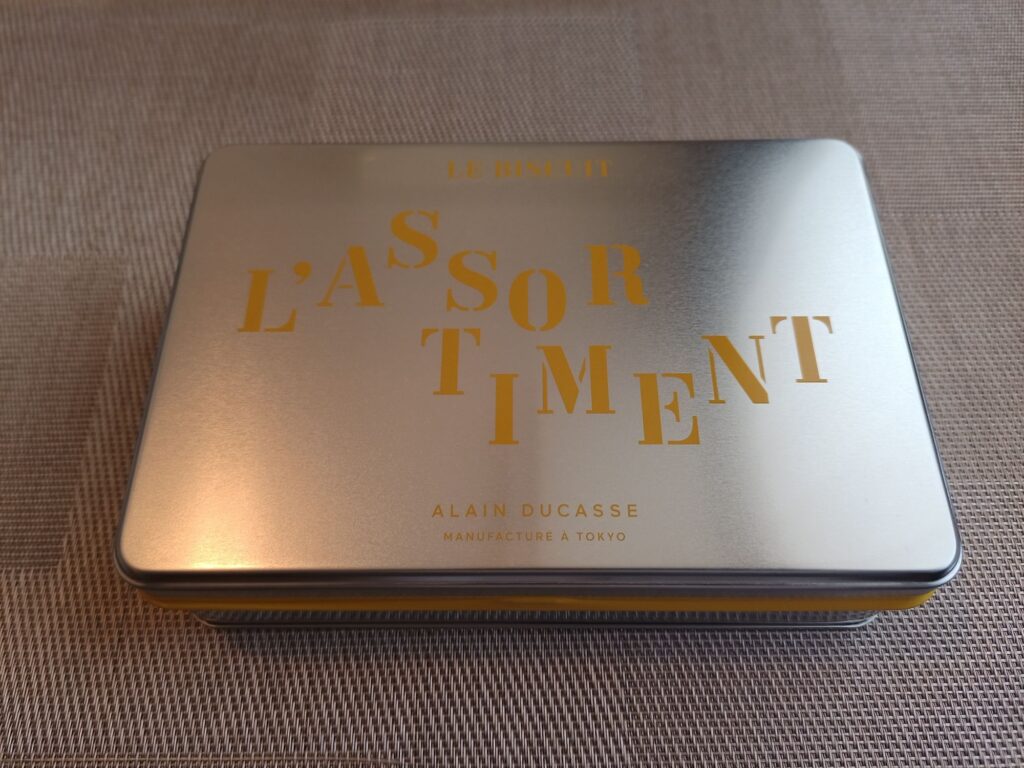 LE BISCUIT
L'ASSOR
TIMENT
ALAIN DUCASSE
MANUFACTURE À TOKYO